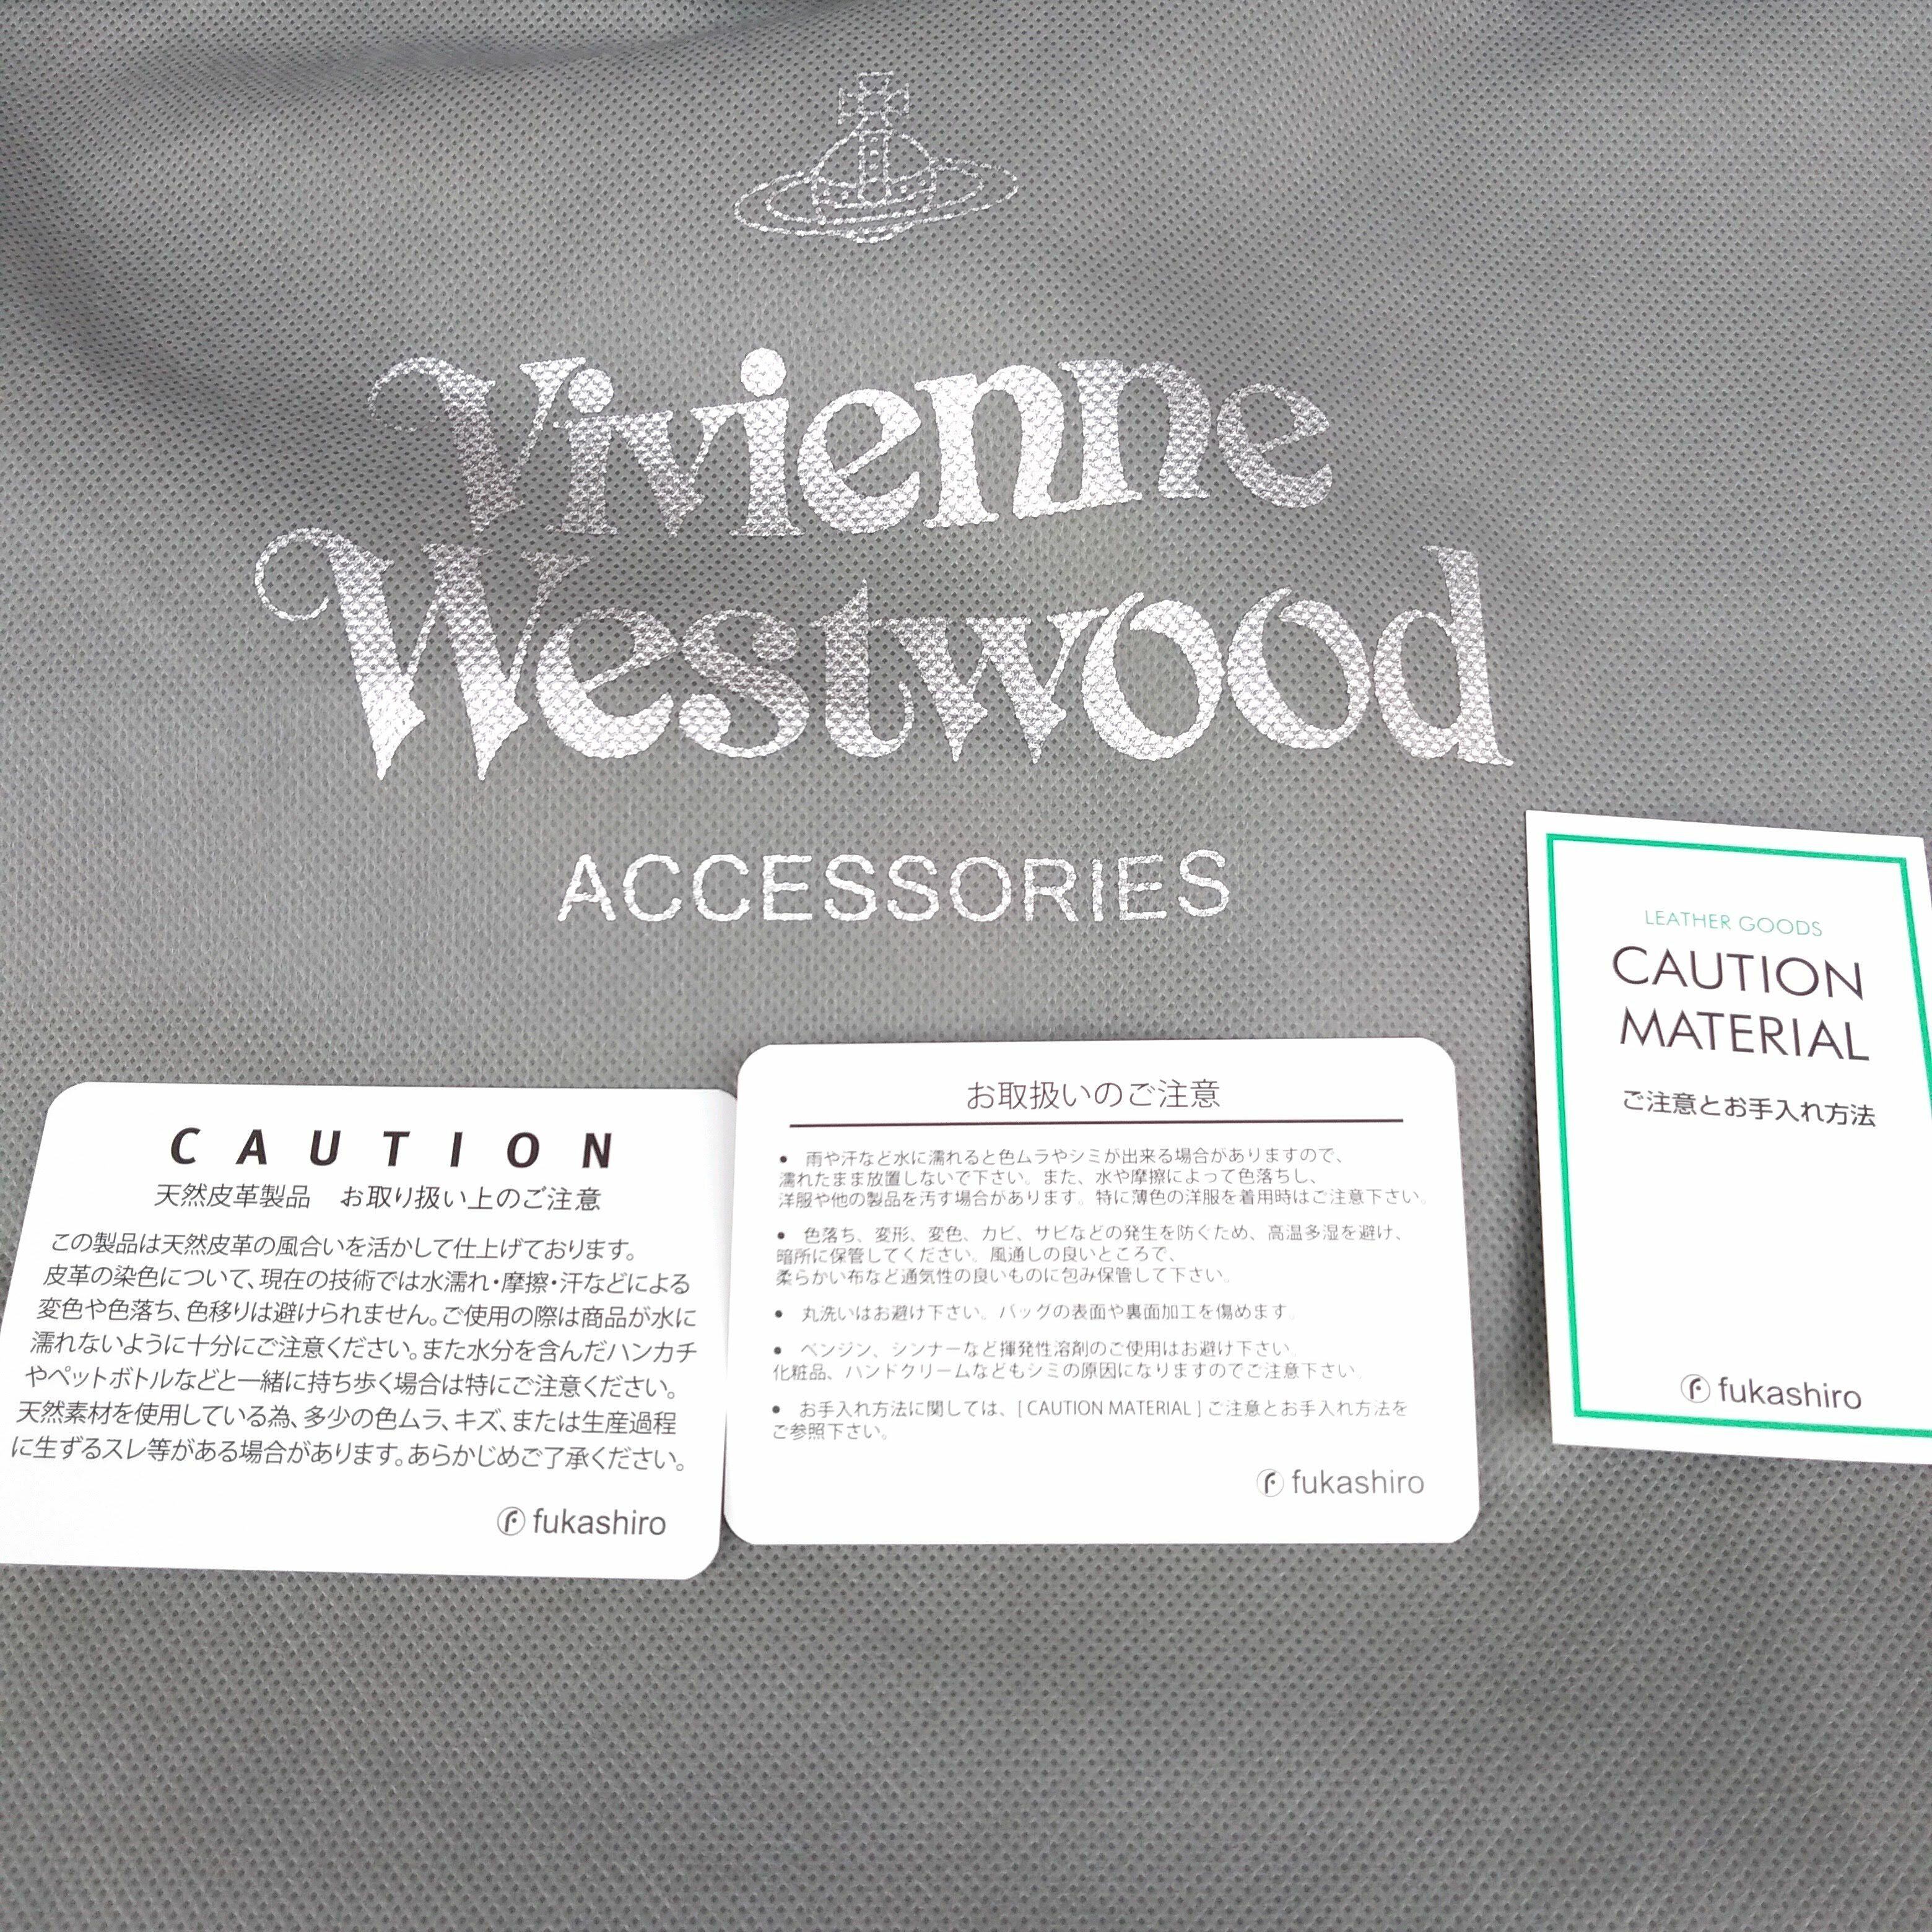 Vivienne
Westwood
ACCESSORIES
CAUTION
天然皮革製品 お取り扱い上のご注意
この製品は天然皮革の風合いを活かして仕上げております。
皮革の染色について、現在の技術では水濡れ・摩擦・汗などによる
変色や色落ち、色移りは避けられません。ご使用の際は商品が水に
濡れないように十分にご注意ください。また水分を含んだハンカチ
やペットボトルなどと一緒に持ち歩く場合は特にご注意ください。
天然素材を使用している為、多少の色ムラ、キズ、または生産過程
に生ずるスレ等がある場合があります。あらかじめご了承ください。
fukashiro
お取扱いのご注意
● 雨や汗など水に濡れると色ムラやシミが出来る場合がありますので、
濡れたまま放置しないで下さい。また、水や摩擦によって色落ちし、
洋服や他の製品を汚す場合があります。特に薄色の洋服を着用時はご注意下さい。
● 色落ち、変形、変色、カビ、サビなどの発生を防ぐため、高温多湿を避け、
暗所に保管してください。風通しの良いところで、
柔らかい布など通気性の良いものに包み保管して下さい。
● 丸洗いはお避け下さい。バッグの表面や裏面加工を傷めます。
● ベンジン、シンナーなど揮発性溶剤のご使用はお避け下さい。
化粧品、ハンドクリームなどもシミの原因になりますのでご注意下さい。
● お手入れ方法に関しては、[ CAUTION MATERIAL ] ご注意とお手入れ方法を
ご参照下さい。
fukashiro
LEATHER GOODS
CAUTION
MATERIAL
ご注意とお手入れ方法
fukashiro